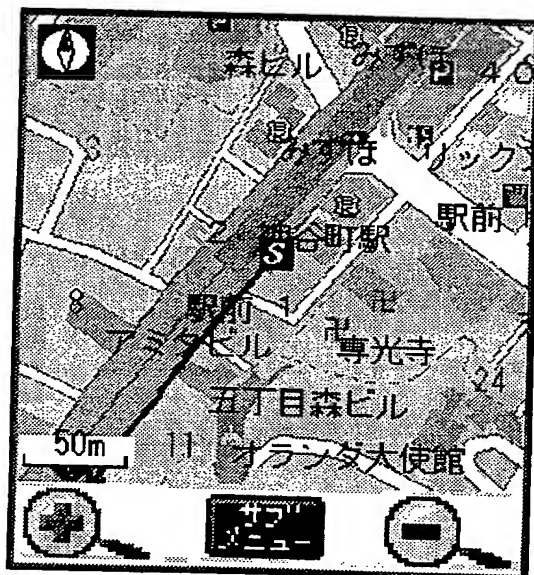 森ビル
みずほ
P
4
3
みずほ
リック
駅前
2
神谷町駅
S
8
駅前
1
アミタビル
専光寺
24
五丁目森ビル
50m
11
オランダ大使館
サブ
メニュー